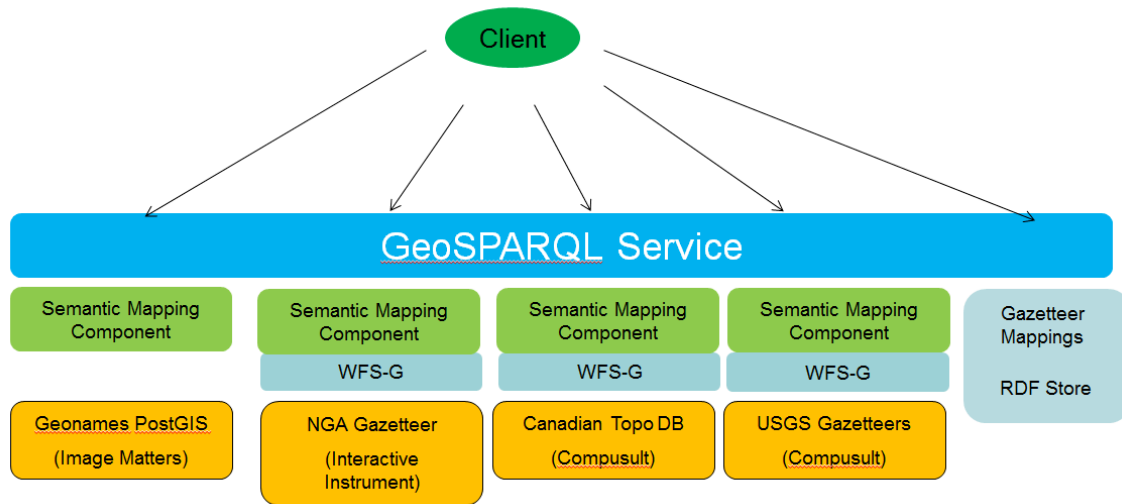 Client
GeoSPARQL Service
Semantic Mapping
Component
Semantic Mapping
Component
WFS-G
Semantic Mapping
Component
WFS-G
Semantic Mapping
Component
WFS-G
Gazetteer
Mappings
RDF Store
Geonames PostGIS
(Image Matters)
NGA Gazetteer
(Interactive
Instrument)
Canadian Topo DB
(Compusult)
USGS Gazetteers
(Compusult)